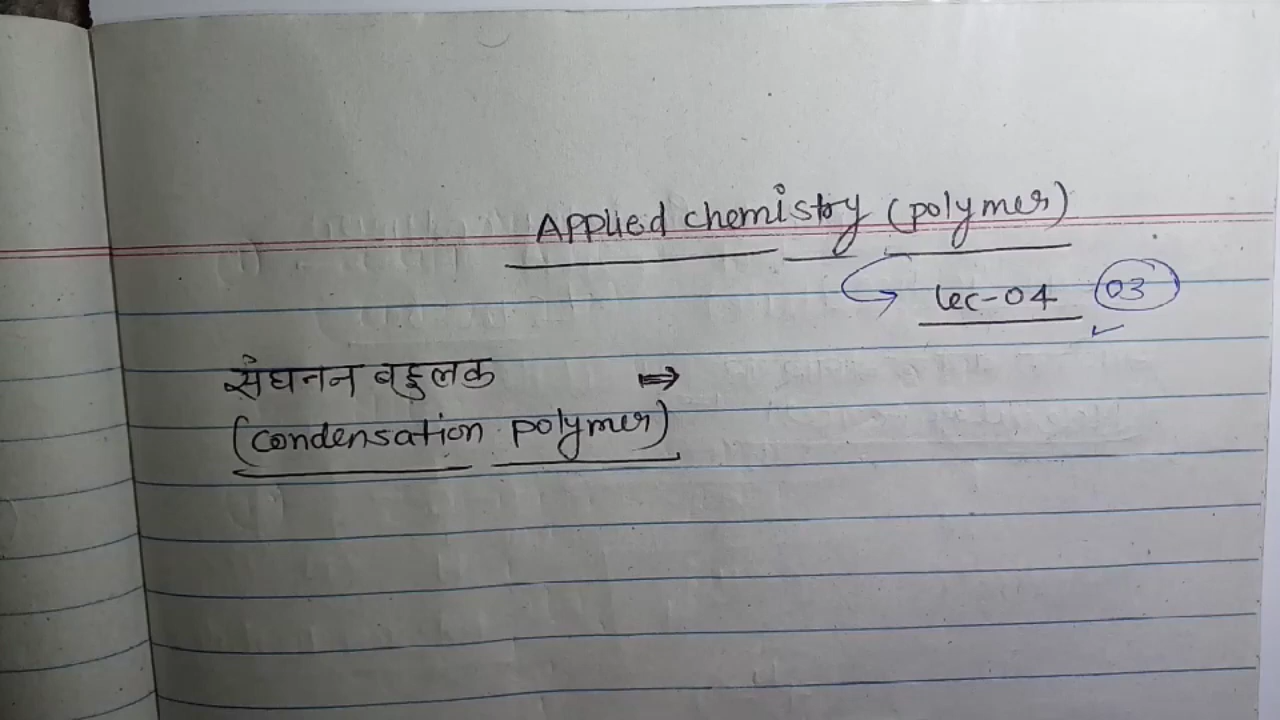 Applied chemistry (polymer)
Lec-04 03
संघनन बहुलक ⇒
(condensation polymer)